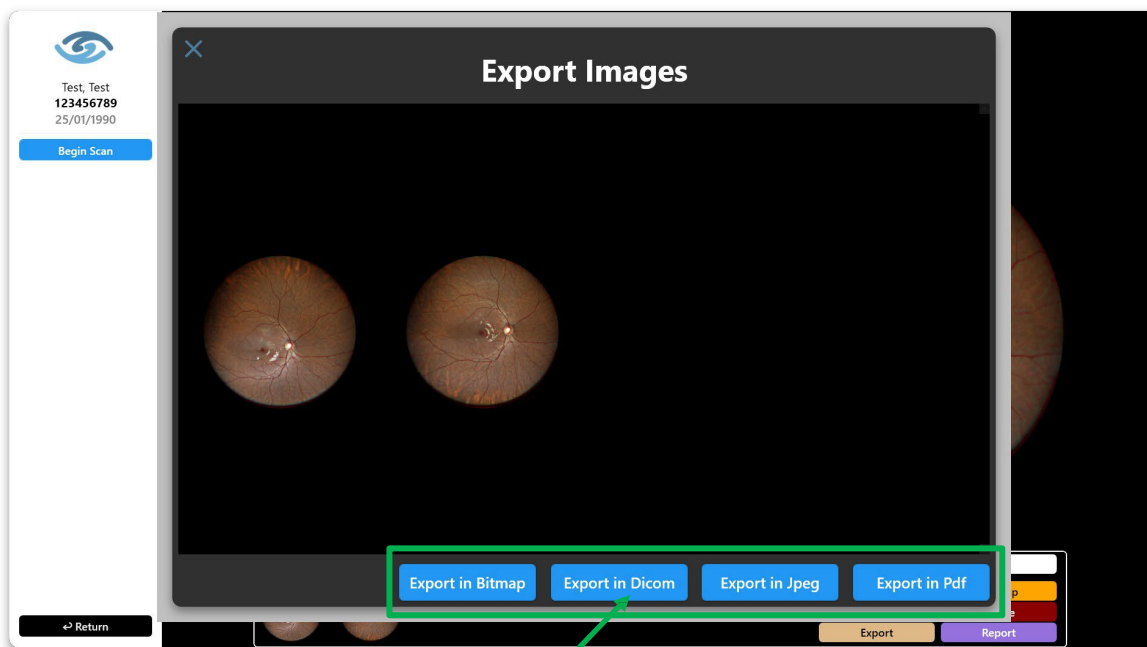 Test, Test
123456789
25/01/1990
Begin Scan
Return
Export Images
Export in Bitmap
Export in Dicom
Export in Jpeg
Export in Pdf
p
e
Export
Report